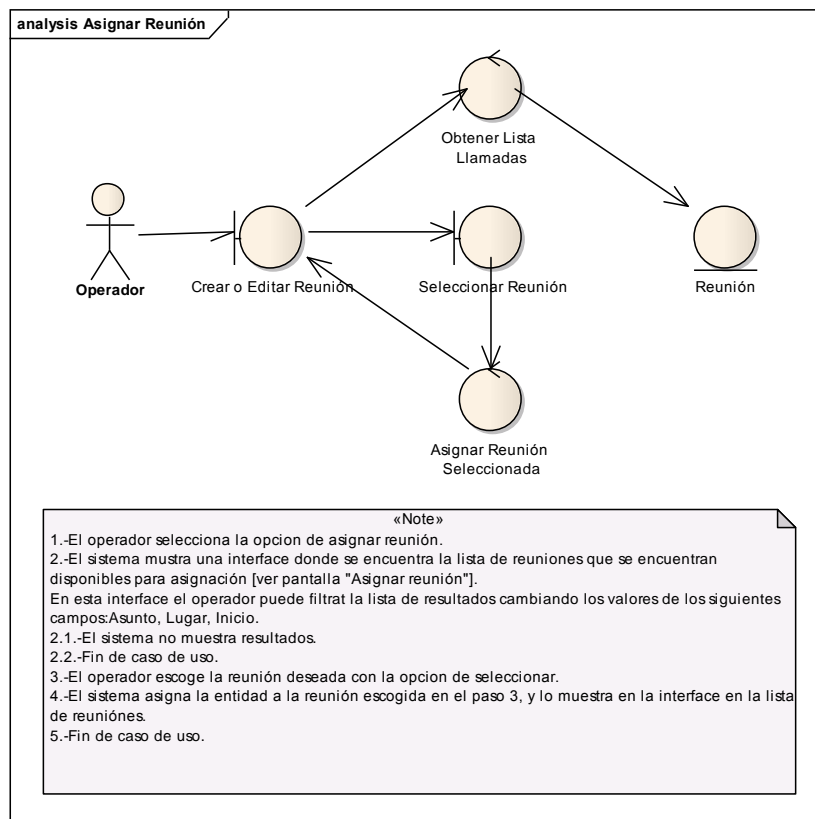 analysis Asignar Reunión
Obtener Lista
Llamadas
Operador
Crear o Editar Reunión
Seleccionar Reunión
Reunión
Asignar Reunión
Seleccionada
«Note»
1.-El operador selecciona la opcion de asignar reunión.
2.-El sistema mustra una interface donde se encuentra la lista de reuniones que se encuentran
disponibles para asignación [ver pantalla "Asignar reunión"].
En esta interface el operador puede filtrat la lista de resultados cambiando los valores de los siguientes
campos:Asunto, Lugar, Inicio.
2.1.-El sistema no muestra resultados.
2.2.-Fin de caso de uso.
3.-El operador escoge la reunión deseada con la opcion de seleccionar.
4.-El sistema asigna la entidad a la reunión escogida en el paso 3, y lo muestra en la interface en la lista
de reuniónes.
5.-Fin de caso de uso.